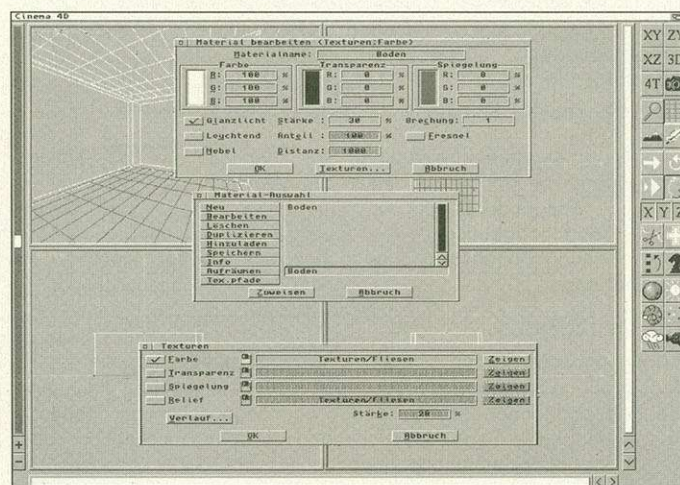 Cinema 4D
Material bearbeiten (Texturen:Farbe)
Materialname: Boden
Farbe Transparenz Spiegelung
R: 100 % R: 0 % R: 0 %
G: 100 % G: 0 % G: 0 %
B: 100 % B: 0 % B: 0 %
Glanzlicht Stärke : 30 % Brechung: 1
Leuchtend Anteil : 100 % Fresnel
Nebel Distanz: 1000
OK Texturen... Abbruch
Material-Auswahl
Neu Boden
Bearbeiten
Löschen
Duplizieren
Hinzuladen
Speichern
Info
Aufräumen Boden
Tex.pfade
Zuweisen Abbruch
Texturen
Farbe Texturen/Fliesen Zeigen
Transparenz Zeigen
Spiegelung Zeigen
Relief Texturen/Fliesen Zeigen
Verlauf... Stärke: 20 %
OK Abbruch
XY ZY
XZ 3D
4T
X Y Z